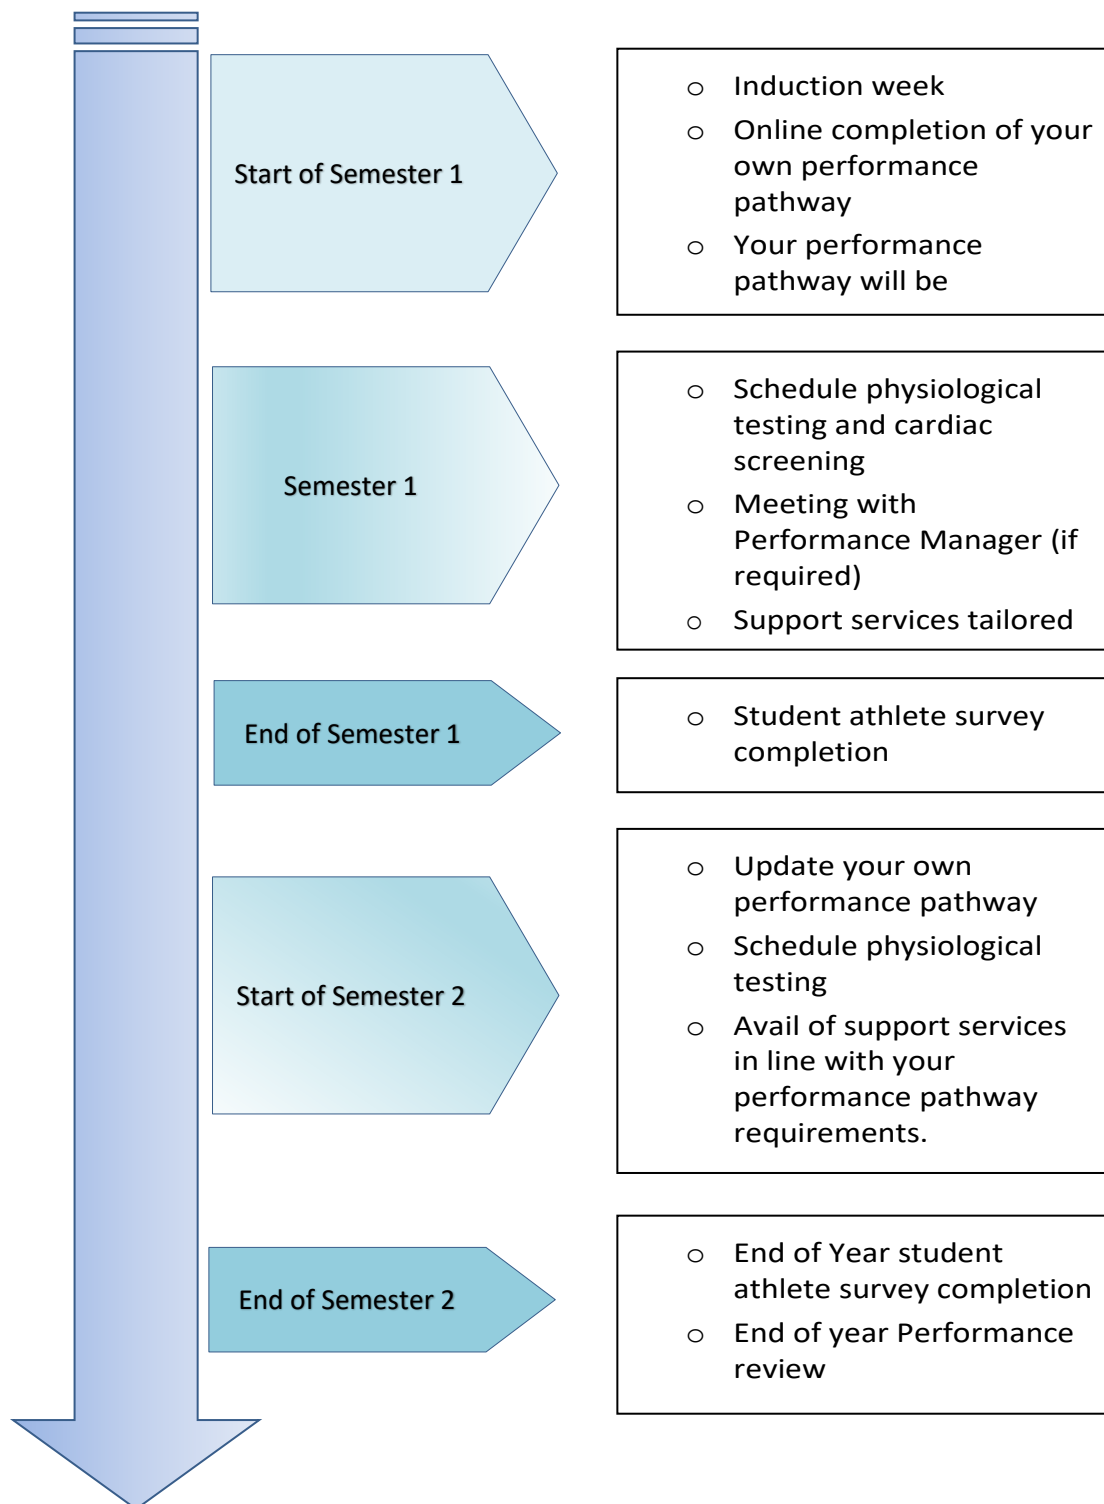 Start of Semester 1
o Induction week
o Online completion of your
own performance
pathway
o Your performance
pathway will be
Semester 1
o Schedule physiological
testing and cardiac
screening
o Meeting with
Performance Manager (if
required)
o Support services tailored
End of Semester 1
o Student athlete survey
completion
Start of Semester 2
o Update your own
performance pathway
o Schedule physiological
testing
o Avail of support services
in line with your
performance pathway
requirements.
End of Semester 2
o End of Year student
athlete survey completion
o End of year Performance
review